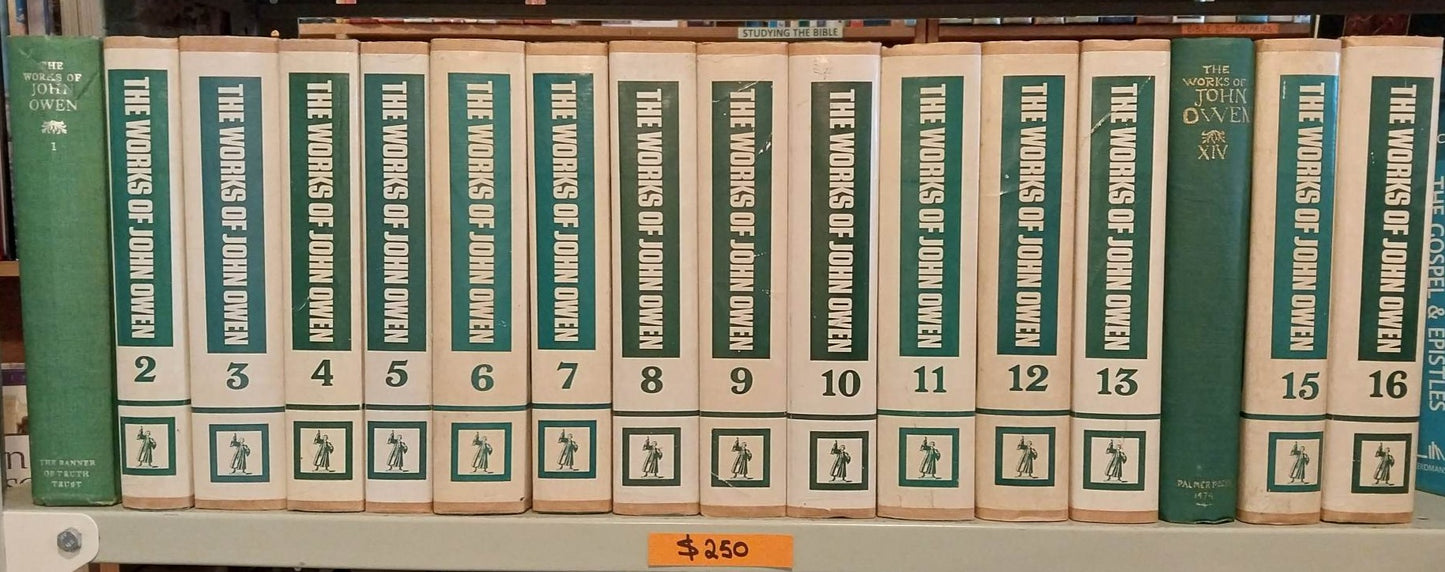 STUDYING THE BIBLE
BIBLE DICTIONARIES
THE
WORKS OF
JOHN
OWEN
1
THE BANNER
OF TRUTH
TRUST
THE WORKS OF JOHN OWEN
2
THE WORKS OF JOHN OWEN
3
THE WORKS OF JOHN OWEN
4
THE WORKS OF JOHN OWEN
5
THE WORKS OF JOHN OWEN
6
THE WORKS OF JOHN OWEN
7
THE WORKS OF JOHN OWEN
8
THE WORKS OF JOHN OWEN
9
THE WORKS OF JOHN OWEN
10
THE WORKS OF JOHN OWEN
11
THE WORKS OF JOHN OWEN
12
THE WORKS OF JOHN OWEN
13
THE
WORKS OF
JOHN
OWEN
XIV
1974
THE WORKS OF JOHN OWEN
15
THE WORKS OF JOHN OWEN
16
THE GOSPEL & EPISTLES
$250